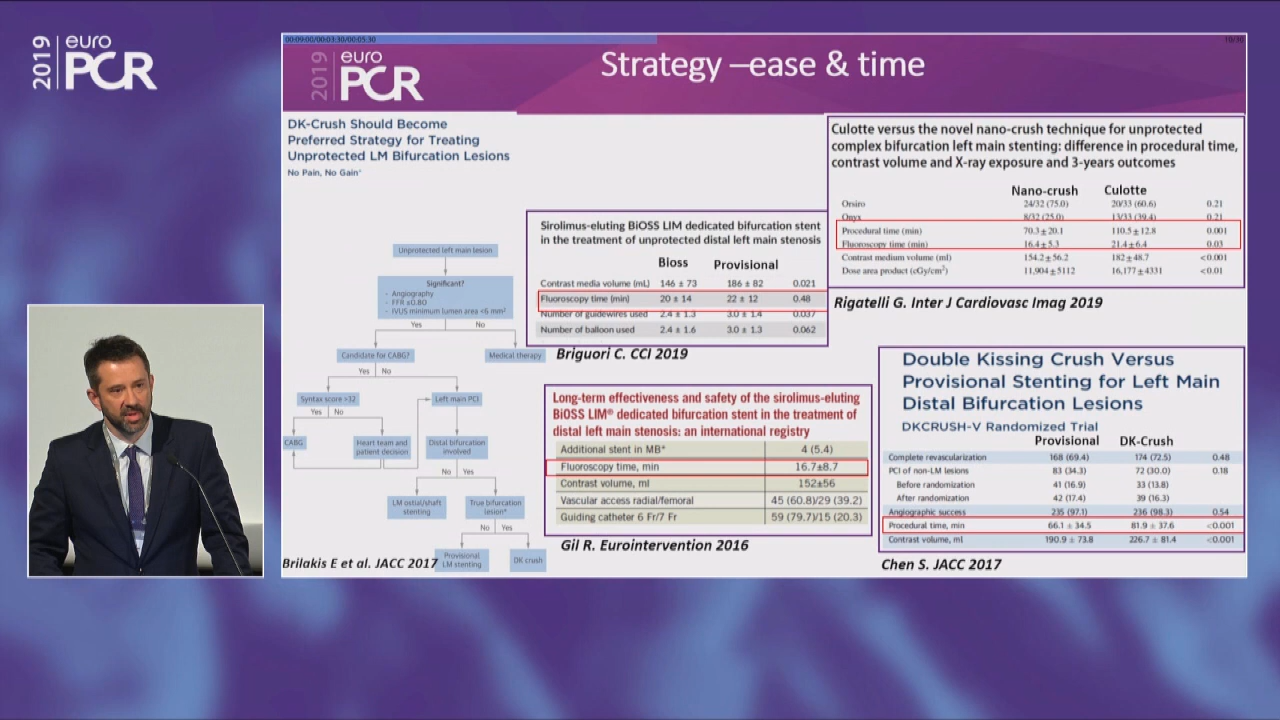 2019
euro
PCR
00:09:00/00:03:30/00:05:30
10/30
2019
euro
PCR
Strategy –ease & time
DK-Crush Should Become
Preferred Strategy for Treating
Unprotected LM Bifurcation Lesions
No Pain, No Gain*
Unprotected left main lesion
Significant?
- Angiography
- FFR ≤0.80
- IVUS minimum lumen area <6 mm²
Yes
No
Candidate for CABG?
Medical therapy
Yes
No
Syntax score >32
Left main PCI
Yes
No
CABG
Heart team and
patient decision
Distal bifurcation
involved
No
Yes
LM ostial/shaft
stenting
True bifurcation
lesion*
No
Yes
Provisional
LM stenting
DK crush
Brilakis E et al. JACC 2017
Sirolimus-eluting BiOSS LIM dedicated bifurcation stent
in the treatment of unprotected distal left main stenosis
Bioss Provisional
Contrast media volume (mL) 146 ± 73 186 ± 82 0.021
Fluoroscopy time (min) 20 ± 14 22 ± 12 0.48
Number of guidewires used 2.4 ± 1.3 3.0 ± 1.4 0.037
Number of balloon used 2.4 ± 1.6 3.0 ± 1.3 0.062
Briguori C. CCI 2019
Long-term effectiveness and safety of the sirolimus-eluting
BiOSS LIM® dedicated bifurcation stent in the treatment of
distal left main stenosis: an international registry
Additional stent in MB* 4 (5.4)
Fluoroscopy time, min 16.7±8.7
Contrast volume, ml 152±56
Vascular access radial/femoral 45 (60.8)/29 (39.2)
Guiding catheter 6 Fr/7 Fr 59 (79.7)/15 (20.3)
Gil R. Eurointervention 2016
Culotte versus the novel nano-crush technique for unprotected
complex bifurcation left main stenting: difference in procedural time,
contrast volume and X-ray exposure and 3-years outcomes
Nano-crush Culotte
Orsiro 24/32 (75.0) 20/33 (60.6) 0.21
Onyx 8/32 (25.0) 13/33 (39.4) 0.21
Procedural time (min) 70.3±20.1 110.5±12.8 0.001
Fluoroscopy time (min) 16.4±5.3 21.4±6.4 0.03
Contrast medium volume (ml) 154.2±56.2 182±48.7 <0.001
Dose area product (cGy/cm²) 11,904±5112 16,177±4331 <0.01
Rigatelli G. Inter J Cardiovasc Imag 2019
Double Kissing Crush Versus
Provisional Stenting for Left Main
Distal Bifurcation Lesions
DKCRUSH-V Randomized Trial
Provisional DK-Crush
Complete revascularization 168 (69.4) 174 (72.5) 0.48
PCI of non-LM lesions 83 (34.3) 72 (30.0) 0.18
Before randomization 41 (16.9) 33 (13.8)
After randomization 42 (17.4) 39 (16.3)
Angiographic success 235 (97.1) 236 (98.3) 0.54
Procedural time, min 66.1 ± 34.5 81.9 ± 37.6 <0.001
Contrast volume, ml 190.9 ± 73.8 226.7 ± 81.4 <0.001
Chen S. JACC 2017